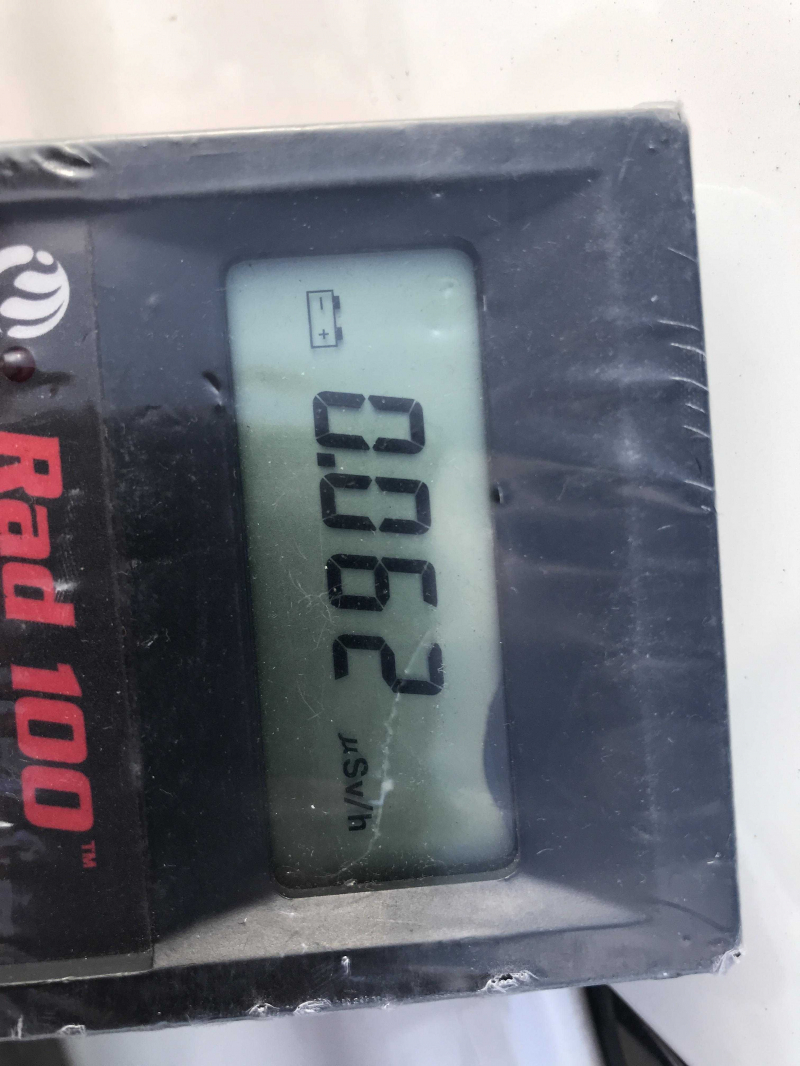 - +
0.062 μSv/h
Rad 100™